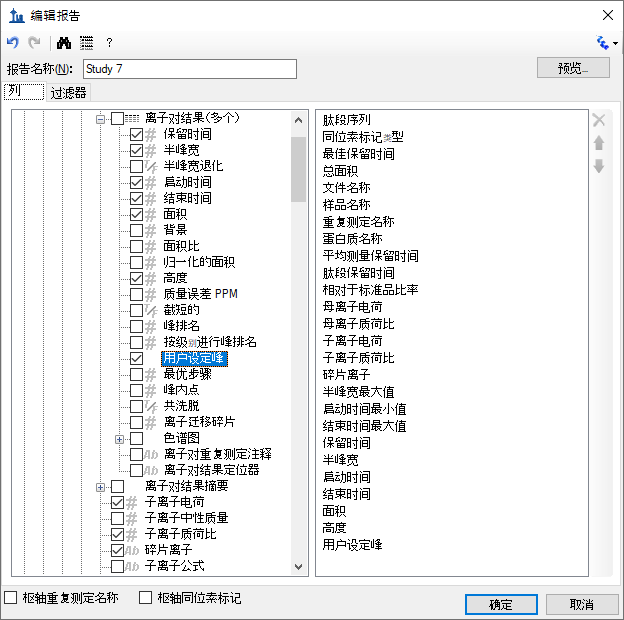 编辑报告
?
报告名称(N):
Study 7
预览...
列
过滤器
离子对结果(多个)
保留时间
半峰宽
半峰宽退化
启动时间
结束时间
面积
背景
面积比
归一化的面积
高度
质量误差 PPM
截短的
峰排名
按级别进行峰排名
用户设定峰
最优步骤
峰内点
共洗脱
离子迁移碎片
色谱图
离子对重复测定注释
离子对结果定位器
离子对结果摘要
子离子电荷
子离子中性质量
子离子质荷比
碎片离子
子离子公式
肽段序列
同位素标记类型
最佳保留时间
总面积
文件名称
样品名称
重复测定名称
蛋白质名称
平均测量保留时间
肽段保留时间
相对于标准品比率
母离子电荷
母离子质荷比
子离子电荷
子离子质荷比
碎片离子
半峰宽最大值
启动时间最小值
结束时间最大值
保留时间
半峰宽
启动时间
结束时间
面积
高度
用户设定峰
枢轴重复测定名称
枢轴同位素标记
确定
取消